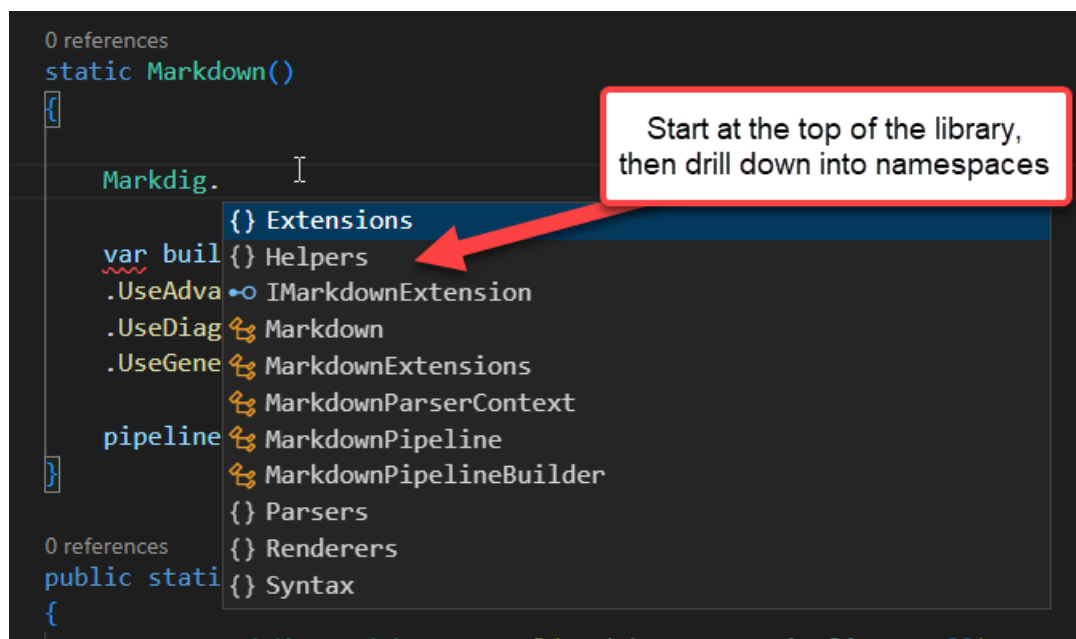 0 references
static Markdown()
{
Start at the top of the library,
then drill down into namespaces
Markdig.
{} Extensions
var buil {} Helpers
.UseAdva IMarkdownExtension
.UseDiag Markdown
.UseGene MarkdownExtensions
MarkdownParserContext
pipeline MarkdownPipeline
} MarkdownPipelineBuilder
{} Parsers
0 references {} Renderers
public stati {} Syntax
{